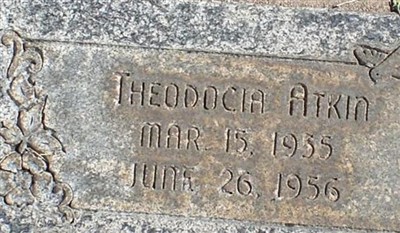 Theodocia Atkin
Mar. 15, 1935
June 26, 1956